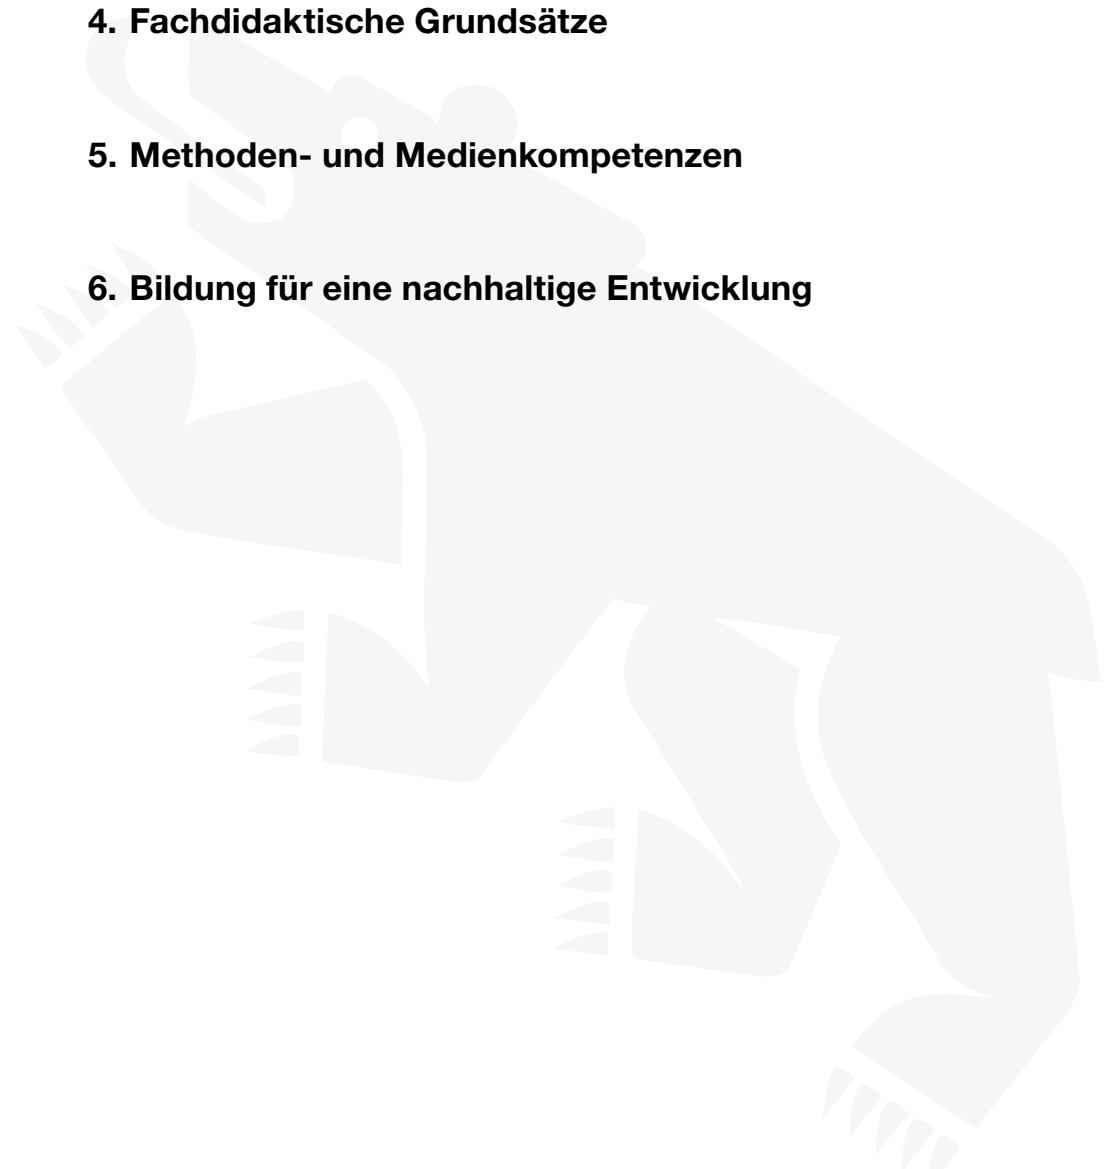 4. Fachdidaktische Grundsätze
5. Methoden- und Medienkompetenzen
6. Bildung für eine nachhaltige Entwicklung